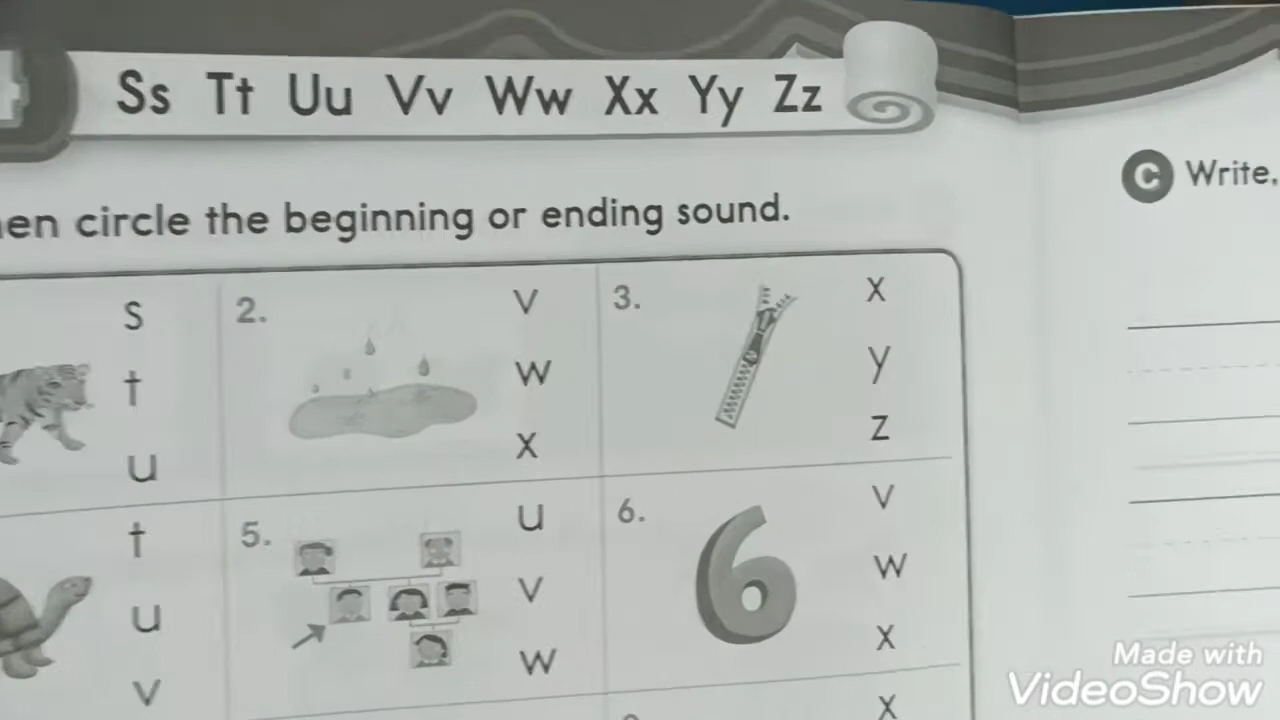 Ss Tt Uu Vv Ww Xx Yy Zz
C Write.
circle the beginning or ending sound.
s
t
u
2.
v
w
x
3.
x
y
z
t
u
v
5.
u
v
w
6.
6
v
w
x
x
Made with
VideoShow